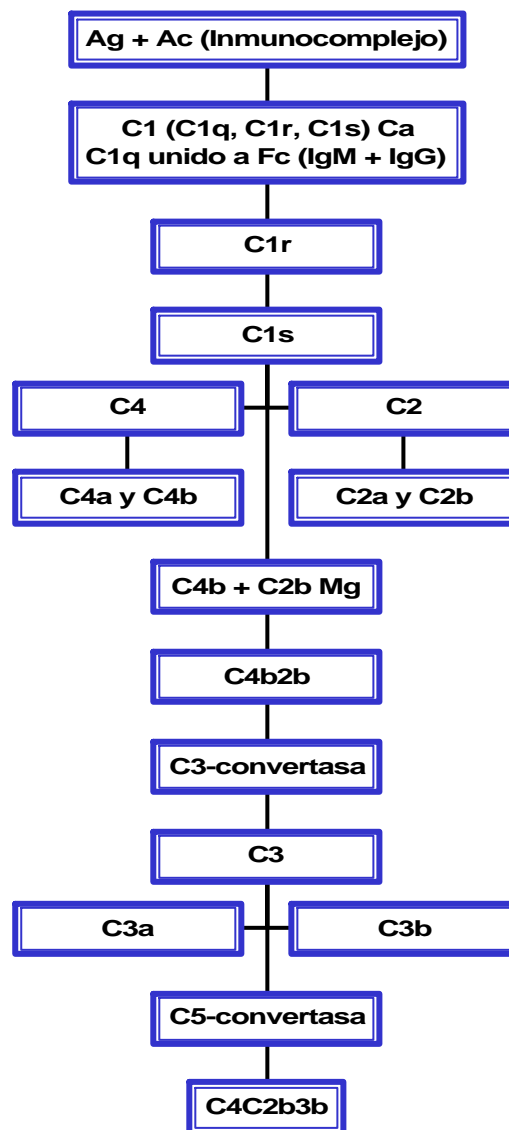 Ag + Ac (Inmunocomplejo)
C1 (C1q, C1r, C1s) Ca
C1q unido a Fc (IgM + IgG)
C1r
C1s
C4
C2
C4a y C4b
C2a y C2b
C4b + C2b Mg
C4b2b
C3-convertasa
C3
C3a
C3b
C5-convertasa
C4C2b3b